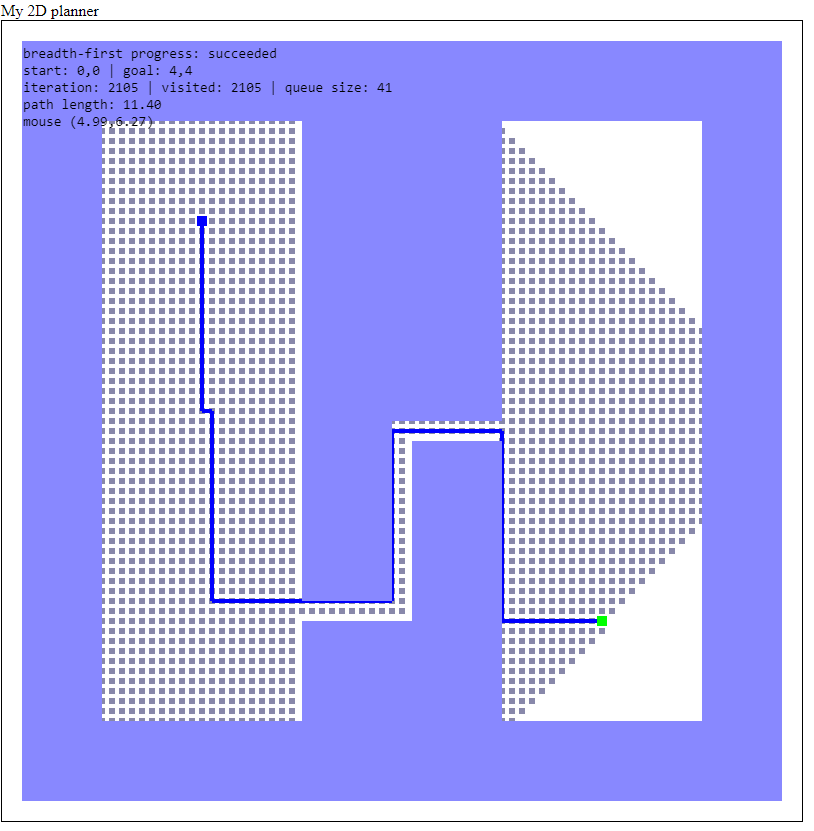 My 2D planner
breadth-first progress: succeeded
start: 0,0 | goal: 4,4
iteration: 2105 | visited: 2105 | queue size: 41
path length: 11.40
mouse (4.99,6.27)